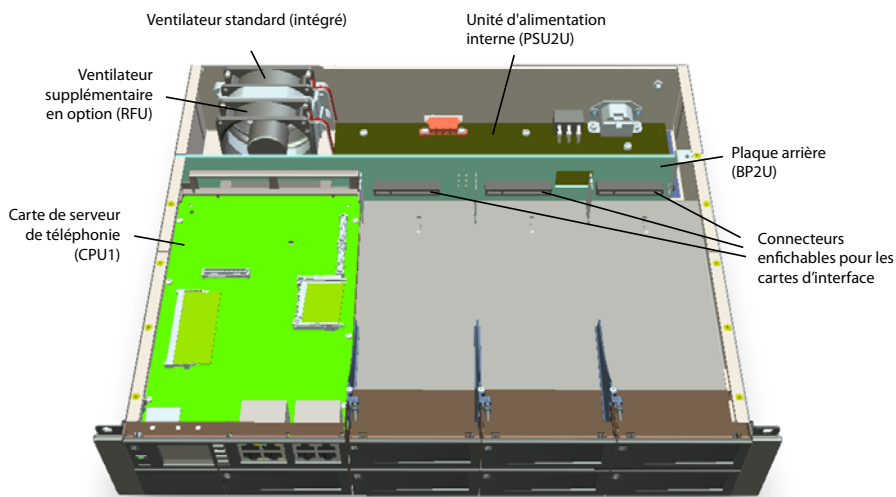 Ventilateur standard (intégré)
Unité d'alimentation
interne (PSU2U)
Ventilateur
supplémentaire
en option (RFU)
Plaque arrière
(BP2U)
Carte de serveur
de téléphonie
(CPU1)
Connecteurs
enfichables pour les
cartes d’interface